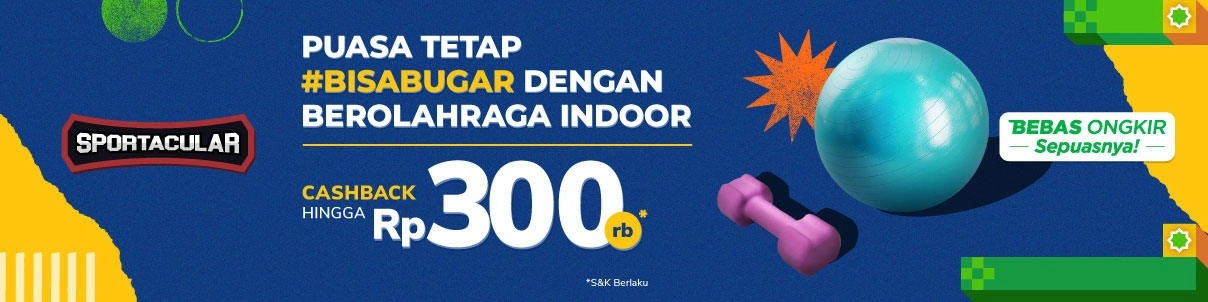 SPORTACULAR
PUASA TETAP
#BISABUGAR DENGAN
BEROLAHRAGA INDOOR
CASHBACK
HINGGA Rp300rb*
*S&K Berlaku
BEBAS ONGKIR
Sepuasnya!